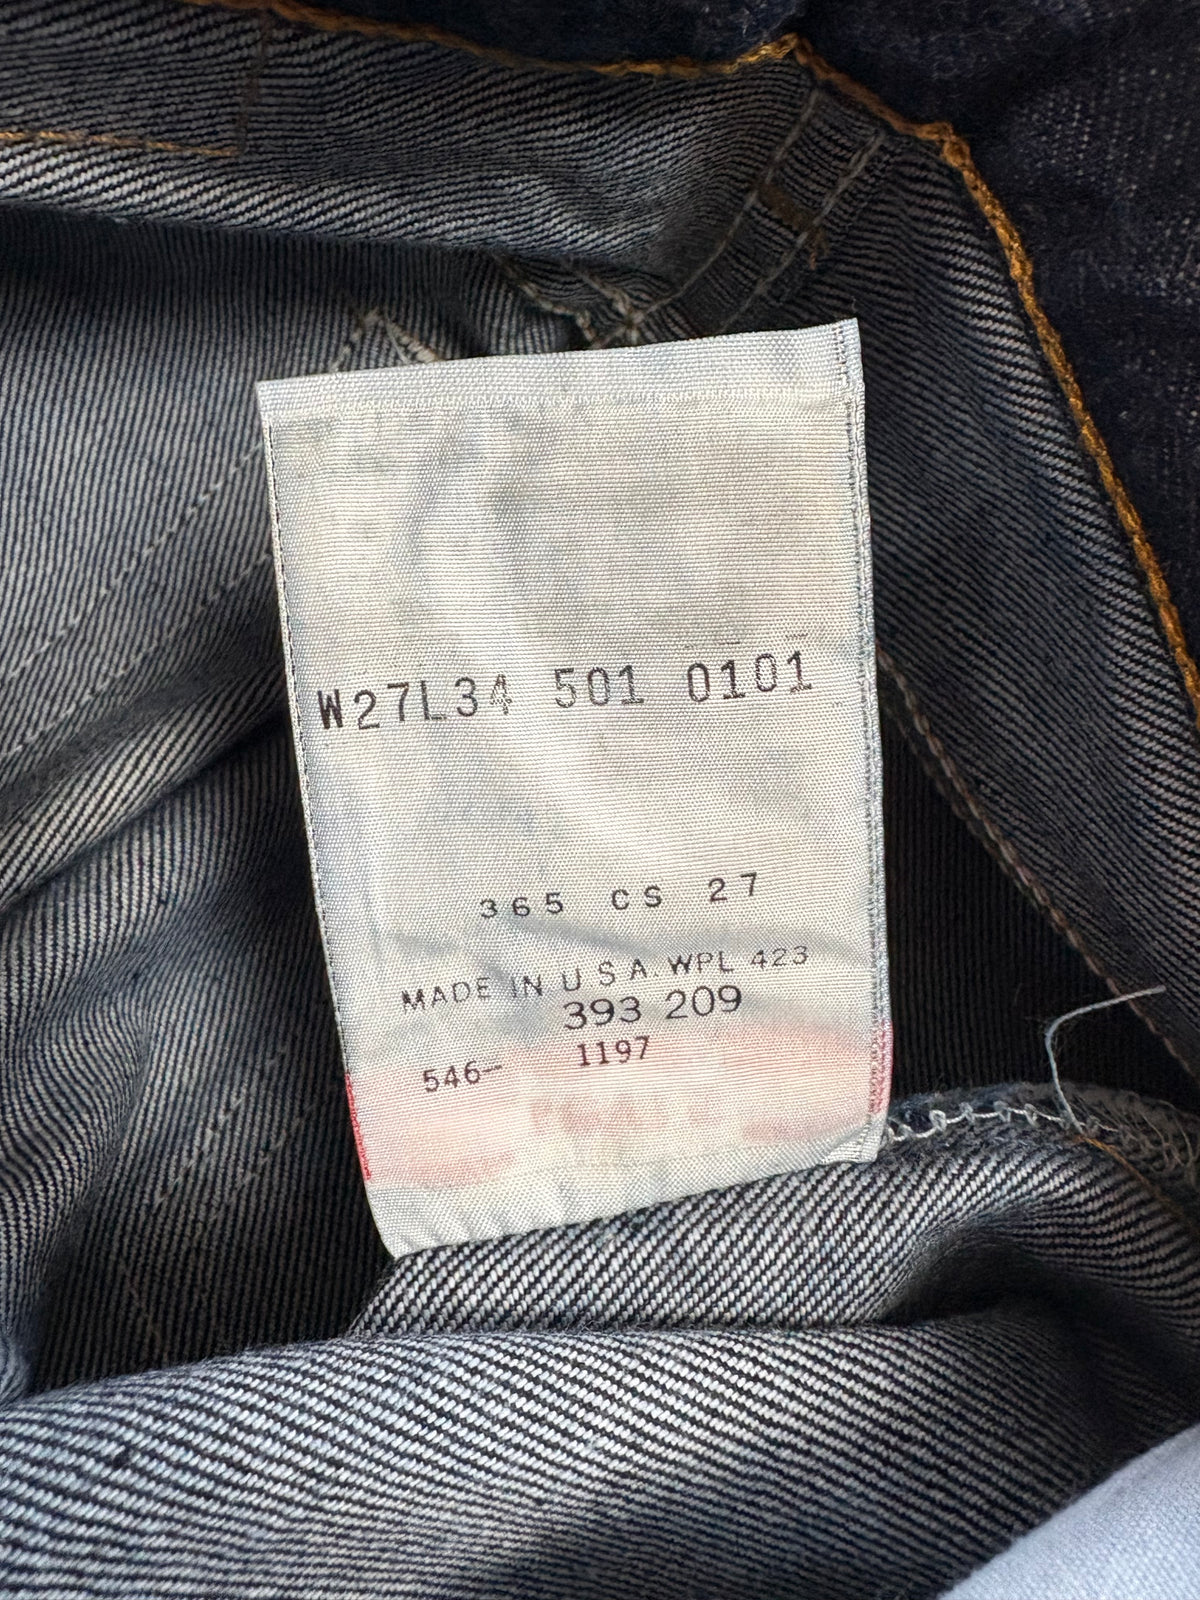 W27L34 501 0101
365 CS 27
MADE IN U S A WPL 423
393 209
546– 1197